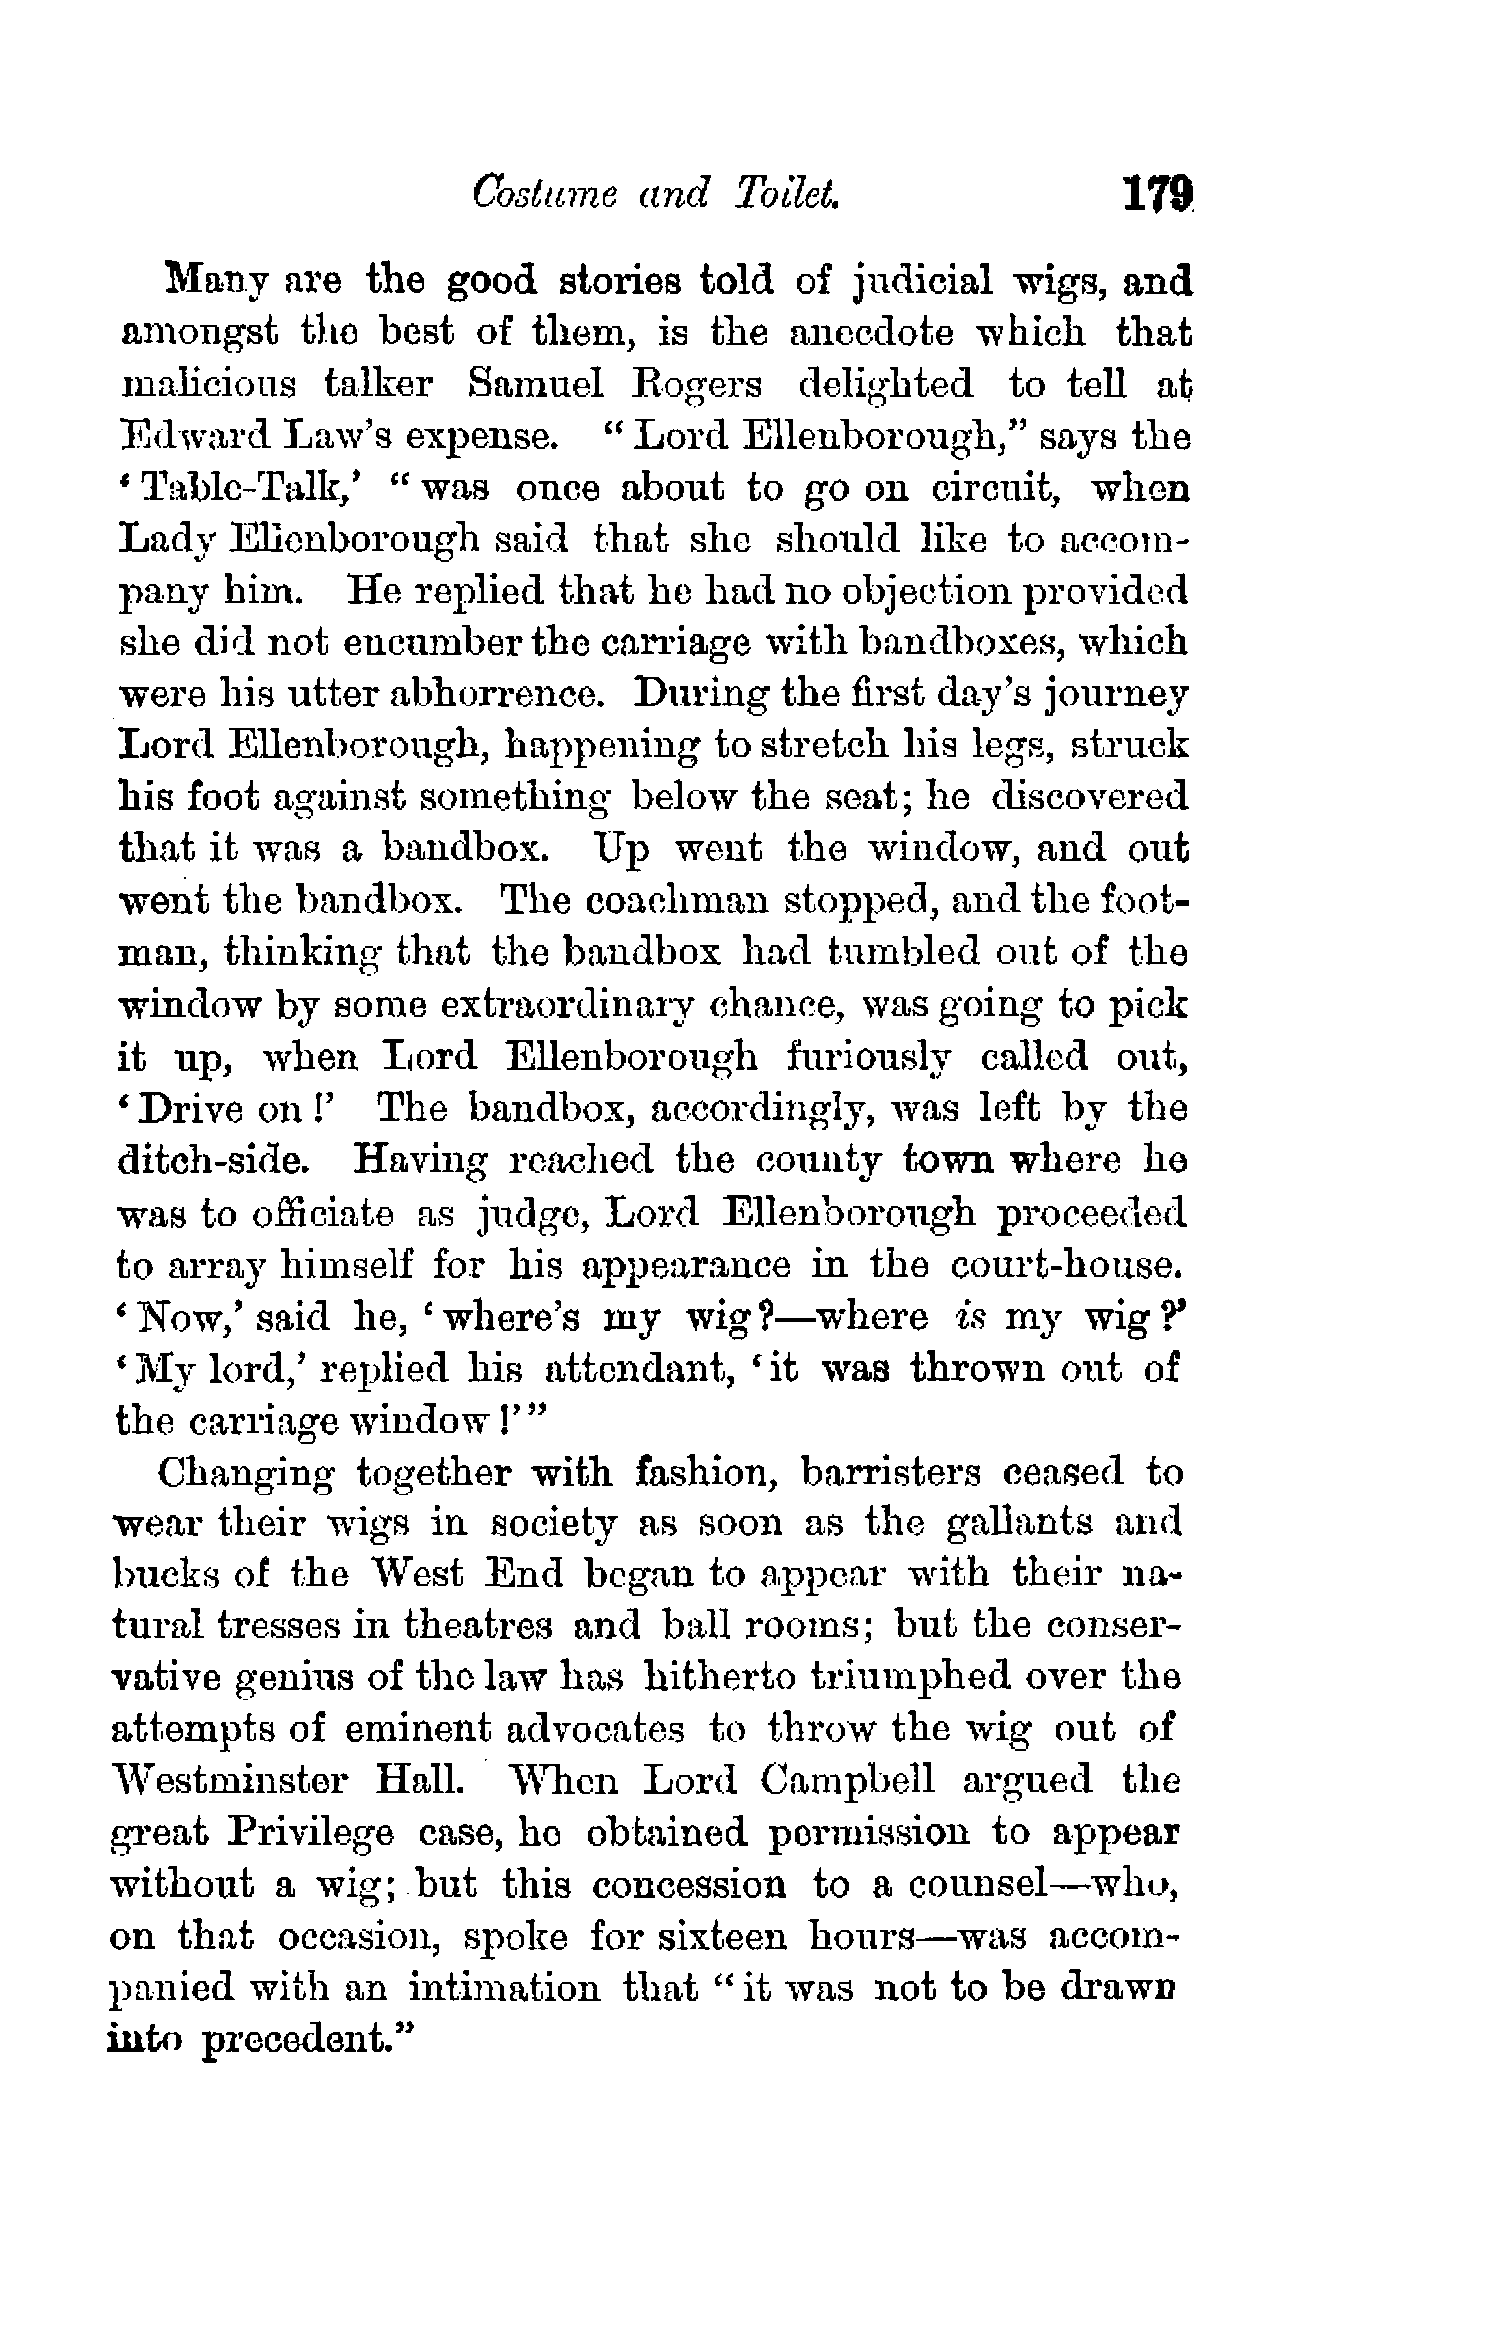 Costume and Toilet. 179
Many are the good stories told of judicial wigs, and
amongst the best of them, is the anecdote which that
malicious talker Samuel Rogers delighted to tell at
Edward Law's expense. "Lord Ellenborough," says the
'Table-Talk,' "was once about to go on circuit, when
Lady Ellenborough said that she should like to accom-
pany him. He replied that he had no objection provided
she did not encumber the carriage with bandboxes, which
were his utter abhorrence. During the first day's journey
Lord Ellenborough, happening to stretch his legs, struck
his foot against something below the seat; he discovered
that it was a bandbox. Up went the window, and out
went the bandbox. The coachman stopped, and the foot-
man, thinking that the bandbox had tumbled out of the
window by some extraordinary chance, was going to pick
it up, when Lord Ellenborough furiously called out,
'Drive on!' The bandbox, accordingly, was left by the
ditch-side. Having reached the county town where he
was to officiate as judge, Lord Ellenborough proceeded
to array himself for his appearance in the court-house.
'Now,' said he, 'where's my wig?—where is my wig?'
'My lord,' replied his attendant, 'it was thrown out of
the carriage window!'"
Changing together with fashion, barristers ceased to
wear their wigs in society as soon as the gallants and
bucks of the West End began to appear with their na-
tural tresses in theatres and ball rooms; but the conser-
vative genius of the law has hitherto triumphed over the
attempts of eminent advocates to throw the wig out of
Westminster Hall. When Lord Campbell argued the
great Privilege case, he obtained permission to appear
without a wig; but this concession to a counsel—who,
on that occasion, spoke for sixteen hours—was accom-
panied with an intimation that "it was not to be drawn
into precedent."